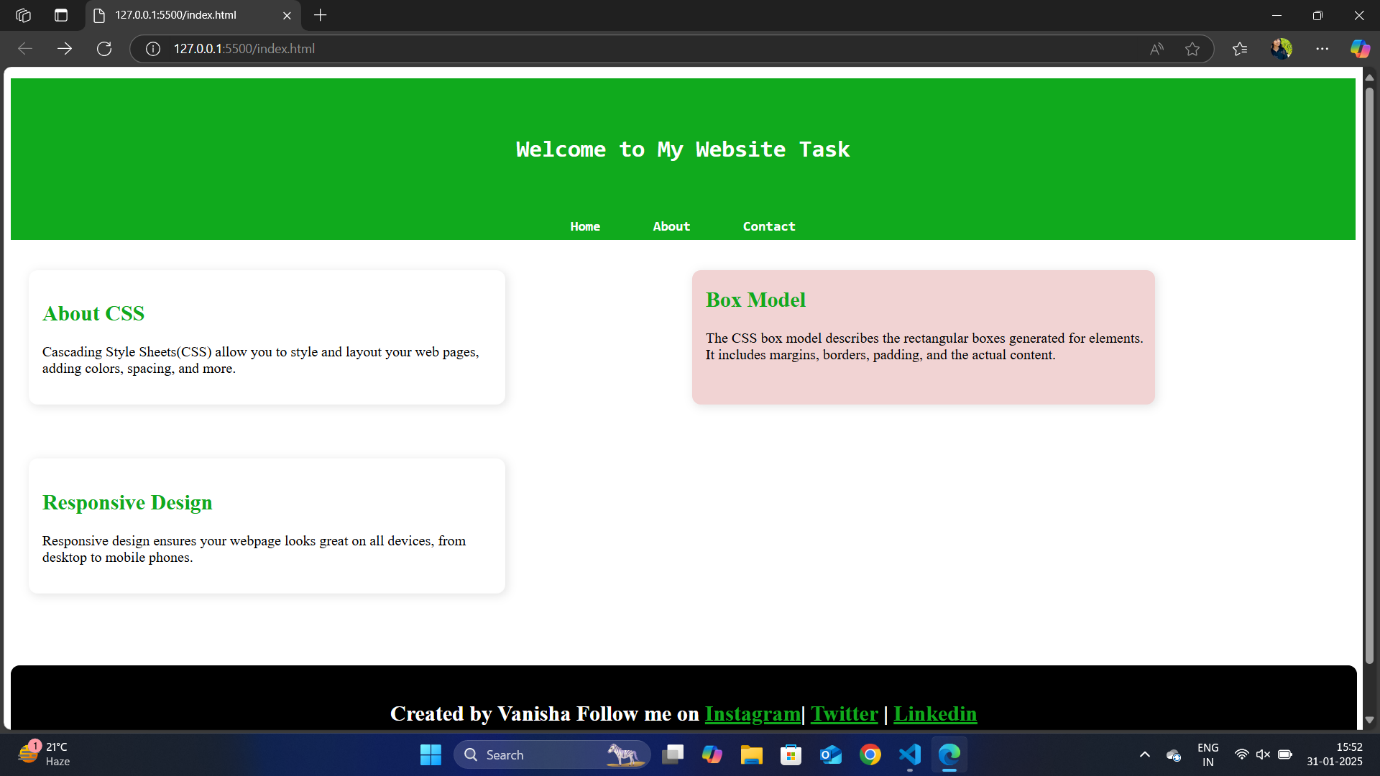 127.0.0.1:5500/index.html
127.0.0.1:5500/index.html
Welcome to My Website Task
Home About Contact
About CSS
Cascading Style Sheets(CSS) allow you to style and layout your web pages,
adding colors, spacing, and more.
Box Model
The CSS box model describes the rectangular boxes generated for elements.
It includes margins, borders, padding, and the actual content.
Responsive Design
Responsive design ensures your webpage looks great on all devices, from
desktop to mobile phones.
Created by Vanisha Follow me on Instagram| Twitter | Linkedin
1
21°C
Haze
Search
ENG
IN
15:52
31-01-2025